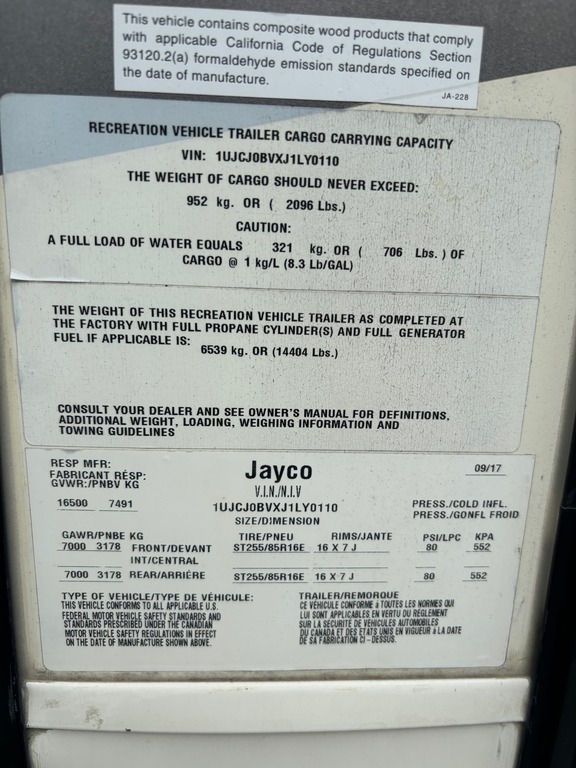 This vehicle contains composite wood products that comply
with applicable California Code of Regulations Section
93120.2(a) formaldehyde emission standards specified on
the date of manufacture.
JA-228
RECREATION VEHICLE TRAILER CARGO CARRYING CAPACITY
VIN: 1UJCJ0BVXJ1LY0110
THE WEIGHT OF CARGO SHOULD NEVER EXCEED:
952 kg. OR ( 2096 Lbs.)
CAUTION:
A FULL LOAD OF WATER EQUALS 321 kg. OR ( 706 Lbs. ) OF
CARGO @ 1 kg/L (8.3 Lb/GAL)
THE WEIGHT OF THIS RECREATION VEHICLE TRAILER AS COMPLETED AT
THE FACTORY WITH FULL PROPANE CYLINDER(S) AND FULL GENERATOR
FUEL IF APPLICABLE IS:
6539 kg. OR (14404 Lbs.)
CONSULT YOUR DEALER AND SEE OWNER'S MANUAL FOR DEFINITIONS,
ADDITIONAL WEIGHT, LOADING, WEIGHING INFORMATION AND
TOWING GUIDELINES
RESP MFR:
FABRICANT RÉSP:
GVWR:/PNBV KG
Jayco
09/17
V.I.N./N.I.V
16500 7491
1UJCJ0BVXJ1LY0110
PRESS./COLD INFL.
PRESS./GONFL FROID
SIZE/DIMENSION
GAWR/PNBE KG TIRE/PNEU RIMS/JANTE PSI/LPC KPA
7000 3178 FRONT/DEVANT ST255/85R16E 16 X 7 J 80 552
INT/CENTRAL
7000 3178 REAR/ARRIÈRE ST255/85R16E 16 X 7 J 80 552
TYPE OF VEHICLE/TYPE DE VÉHICULE: TRAILER/REMORQUE
THIS VEHICLE CONFORMS TO ALL APPLICABLE U.S.
FEDERAL MOTOR VEHICLE SAFETY STANDARDS AND
STANDARDS PRESCRIBED UNDER THE CANADIAN
MOTOR VEHICLE SAFETY REGULATIONS IN EFFECT
ON THE DATE OF MANUFACTURE SHOWN ABOVE.
CE VÉHICULE CONFORME à TOUTES LES NORMES QUI
LUI SONT APPLICABLES EN VERTU DU RÉGLEMENT
SUR LA SÉCURITÉ DE VEHICULES AUTOMOBILES
DU CANADA ET DES ETATS UNIS EN VIGUEUR à LA DATE
DE SA FABRICATION CI - DESSUS.